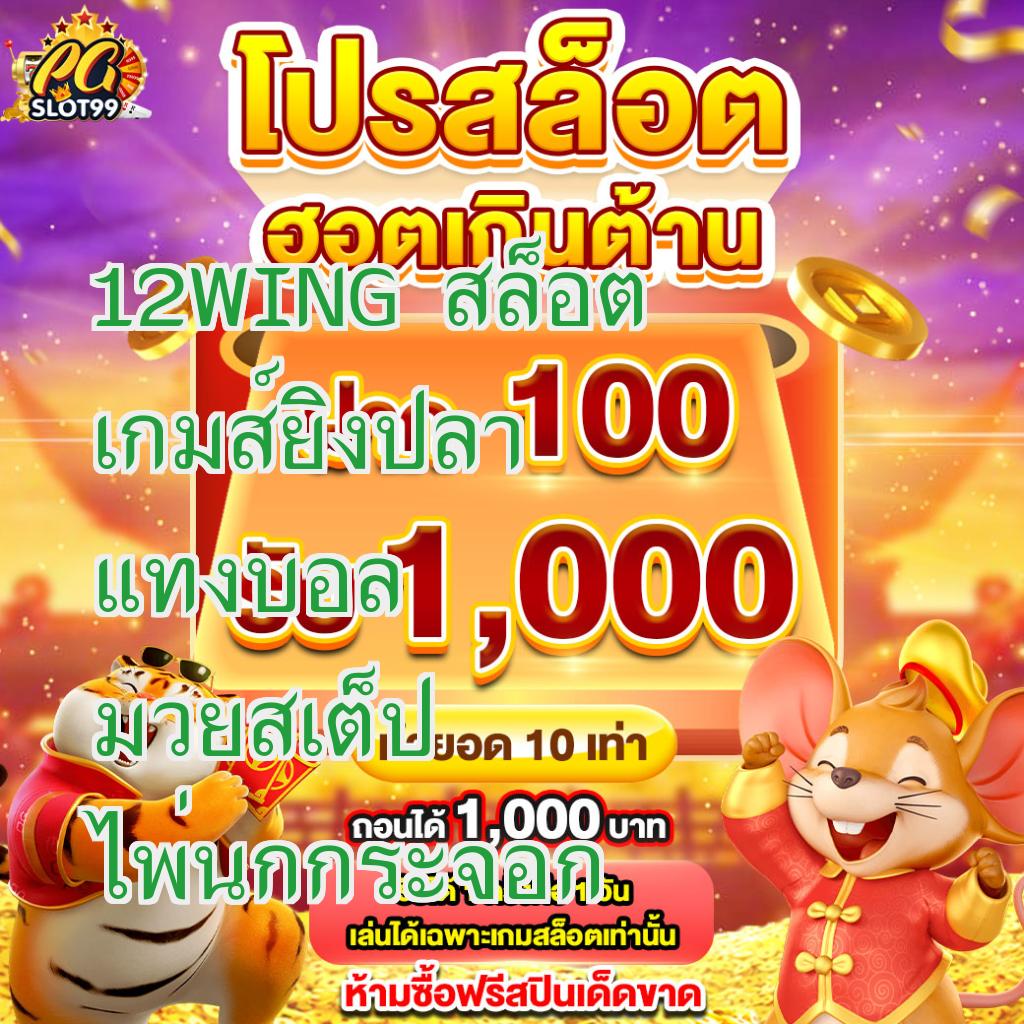 PG
SLOT99
โปรสล็อต
ฮอตเกินต้าน
12WING สล็อต
100
เกมส์ยิงปลา
1,000
แทงบอล
มวยสเต็ป
ยอด 10 เท่า
ถอนได้ 1,000 บาท
ไพ่นกกระจอก
วัน
เล่นได้เฉพาะเกมสล็อตเท่านั้น
ห้ามซื้อฟรีสปินเด็ดขาด